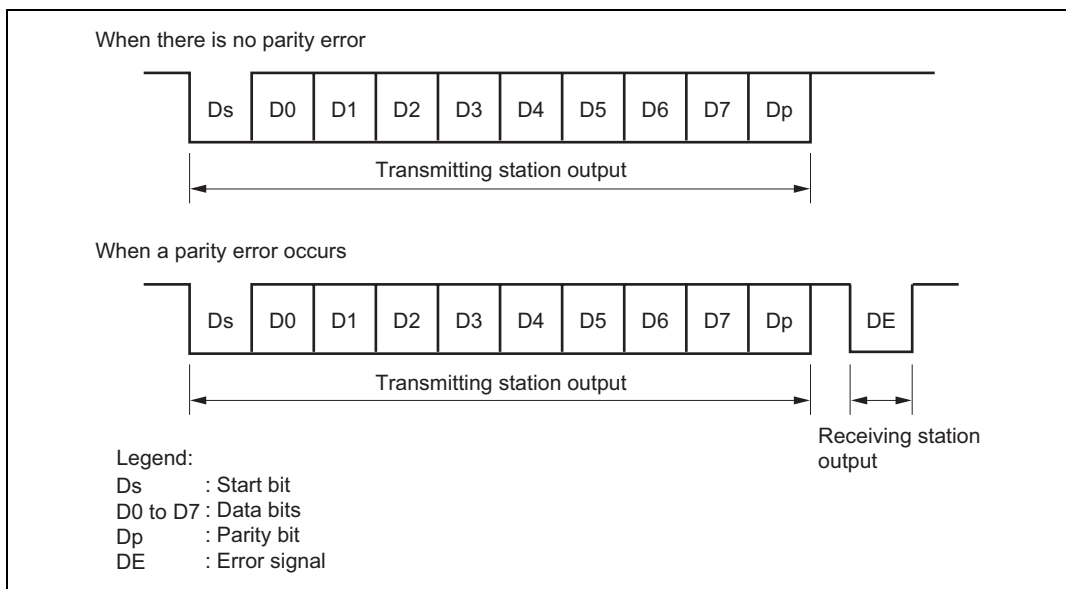 When there is no parity error
Ds D0 D1 D2 D3 D4 D5 D6 D7 Dp
Transmitting station output
When a parity error occurs
Ds D0 D1 D2 D3 D4 D5 D6 D7 Dp DE
Transmitting station output
Receiving station
output
Legend:
Ds : Start bit
D0 to D7 : Data bits
Dp : Parity bit
DE : Error signal